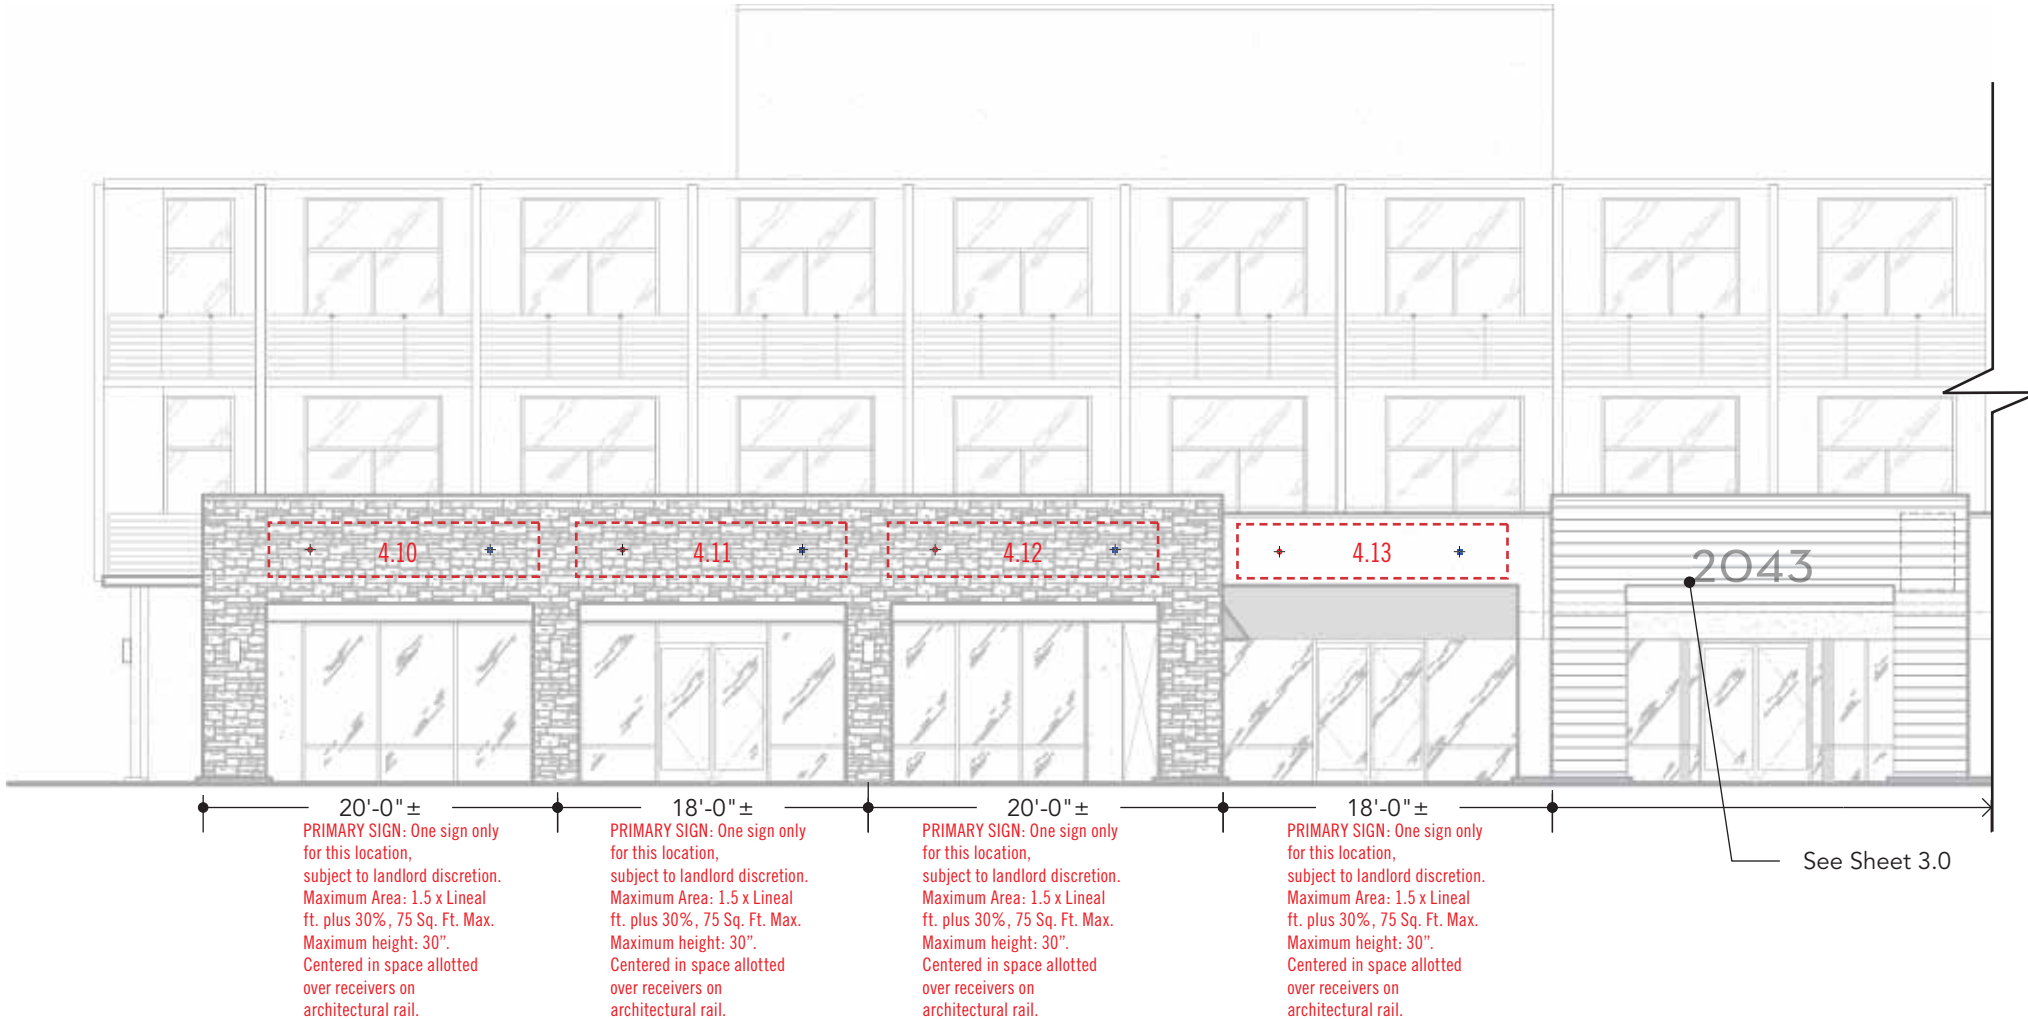 4.10
4.11
4.12
4.13
2043
20'-0"±
18'-0"±
20'-0"±
18'-0"±
PRIMARY SIGN: One sign only
for this location,
subject to landlord discretion.
Maximum Area: 1.5 x Lineal
ft. plus 30%, 75 Sq. Ft. Max.
Maximum height: 30”.
Centered in space allotted
over receivers on
architectural rail.
PRIMARY SIGN: One sign only
for this location,
subject to landlord discretion.
Maximum Area: 1.5 x Lineal
ft. plus 30%, 75 Sq. Ft. Max.
Maximum height: 30”.
Centered in space allotted
over receivers on
architectural rail.
PRIMARY SIGN: One sign only
for this location,
subject to landlord discretion.
Maximum Area: 1.5 x Lineal
ft. plus 30%, 75 Sq. Ft. Max.
Maximum height: 30”.
Centered in space allotted
over receivers on
architectural rail.
PRIMARY SIGN: One sign only
for this location,
subject to landlord discretion.
Maximum Area: 1.5 x Lineal
ft. plus 30%, 75 Sq. Ft. Max.
Maximum height: 30”.
Centered in space allotted
over receivers on
architectural rail.
See Sheet 3.0